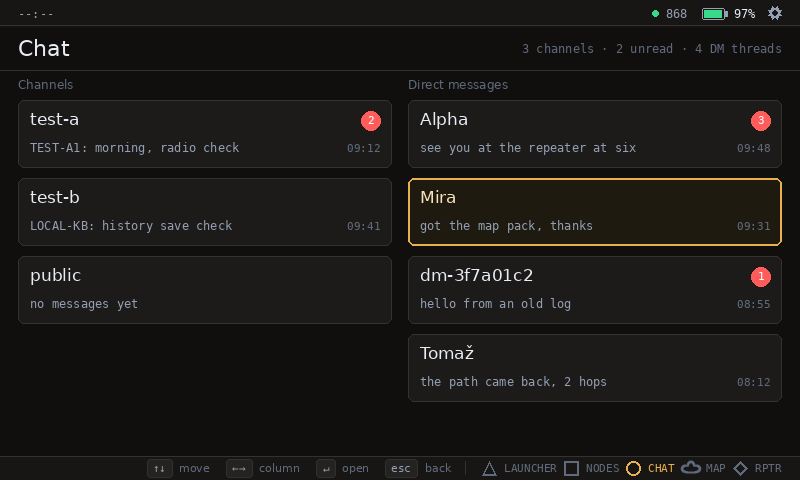 --:-- 868 97%
Chat 3 channels · 2 unread · 4 DM threads
Channels
test-a 2
TEST-A1: morning, radio check 09:12
test-b
LOCAL-KB: history save check 09:41
public
no messages yet
Direct messages
Alpha 3
see you at the repeater at six 09:48
Mira
got the map pack, thanks 09:31
dm-3f7a01c2 1
hello from an old log 08:55
Tomaž
the path came back, 2 hops 08:12
↑↓ move ←→ column ↵ open esc back LAUNCHER NODES CHAT MAP RPTR